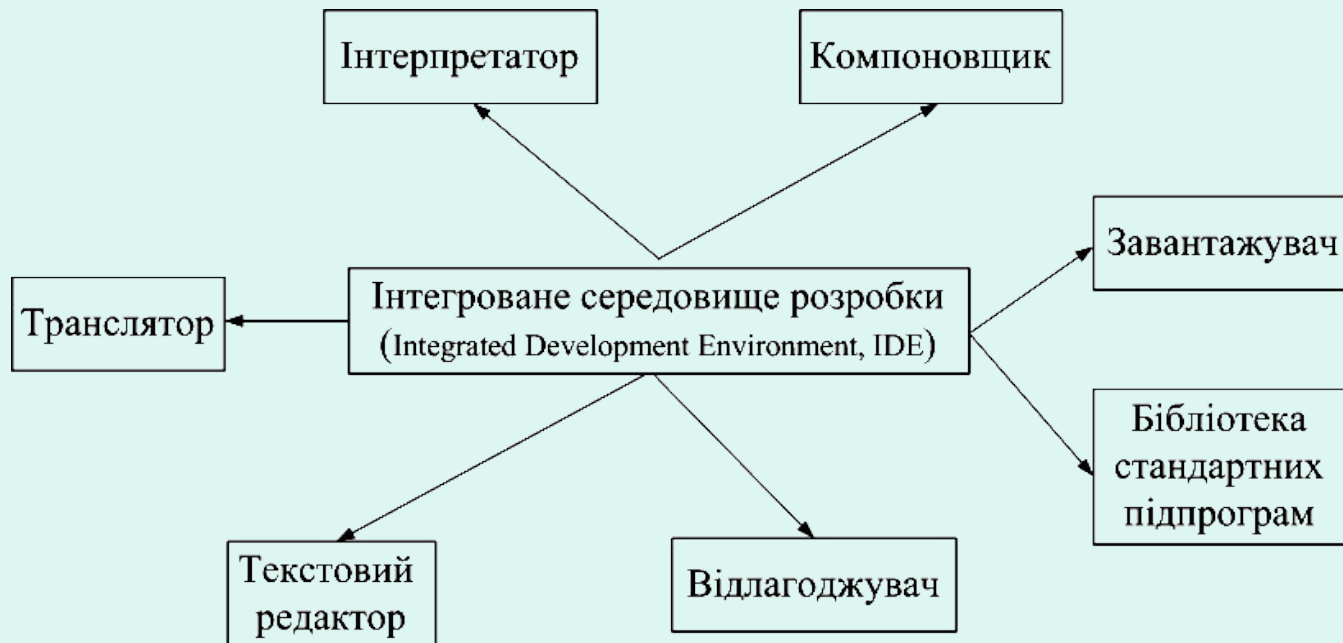 Інтерпретатор
Компоновщик
Завантажувач
Інтегроване середовище розробки
(Integrated Development Environment, IDE)
Транслятор
Бібліотека
стандартних
підпрограм
Текстовий
редактор
Відлагоджувач